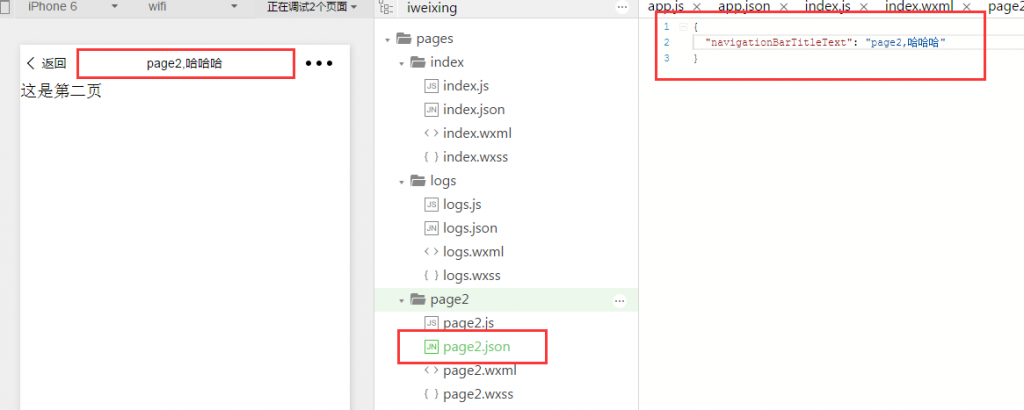 iPhone 6
wifi
正在调试2个页面
返回
page2,哈哈哈
这是第二页
iweixing
pages
index
index.js
index.json
index.wxml
index.wxss
logs
logs.js
logs.json
logs.wxml
logs.wxss
page2
page2.js
page2.json
page2.wxml
page2.wxss
app.js
app.json
index.js
index.wxml
page2
1 {
2 "navigationBarTitleText": "page2,哈哈哈"
3 }